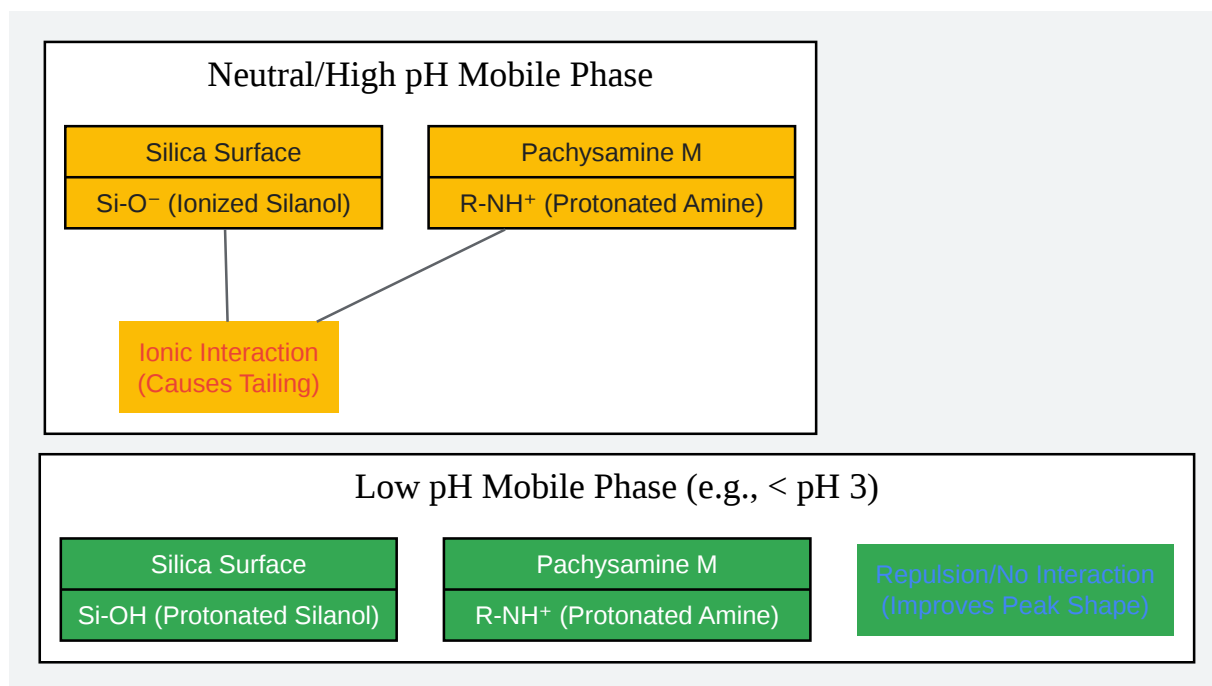 Neutral/High pH Mobile Phase
Silica Surface
Pachysamine M
Si-O⁻ (Ionized Silanol)
R-NH⁺ (Protonated Amine)
Ionic Interaction
(Causes Tailing)
Low pH Mobile Phase (e.g., < pH 3)
Silica Surface
Pachysamine M
Si-OH (Protonated Silanol)
R-NH⁺ (Protonated Amine)
Repulsion/No Interaction
(Improves Peak Shape)